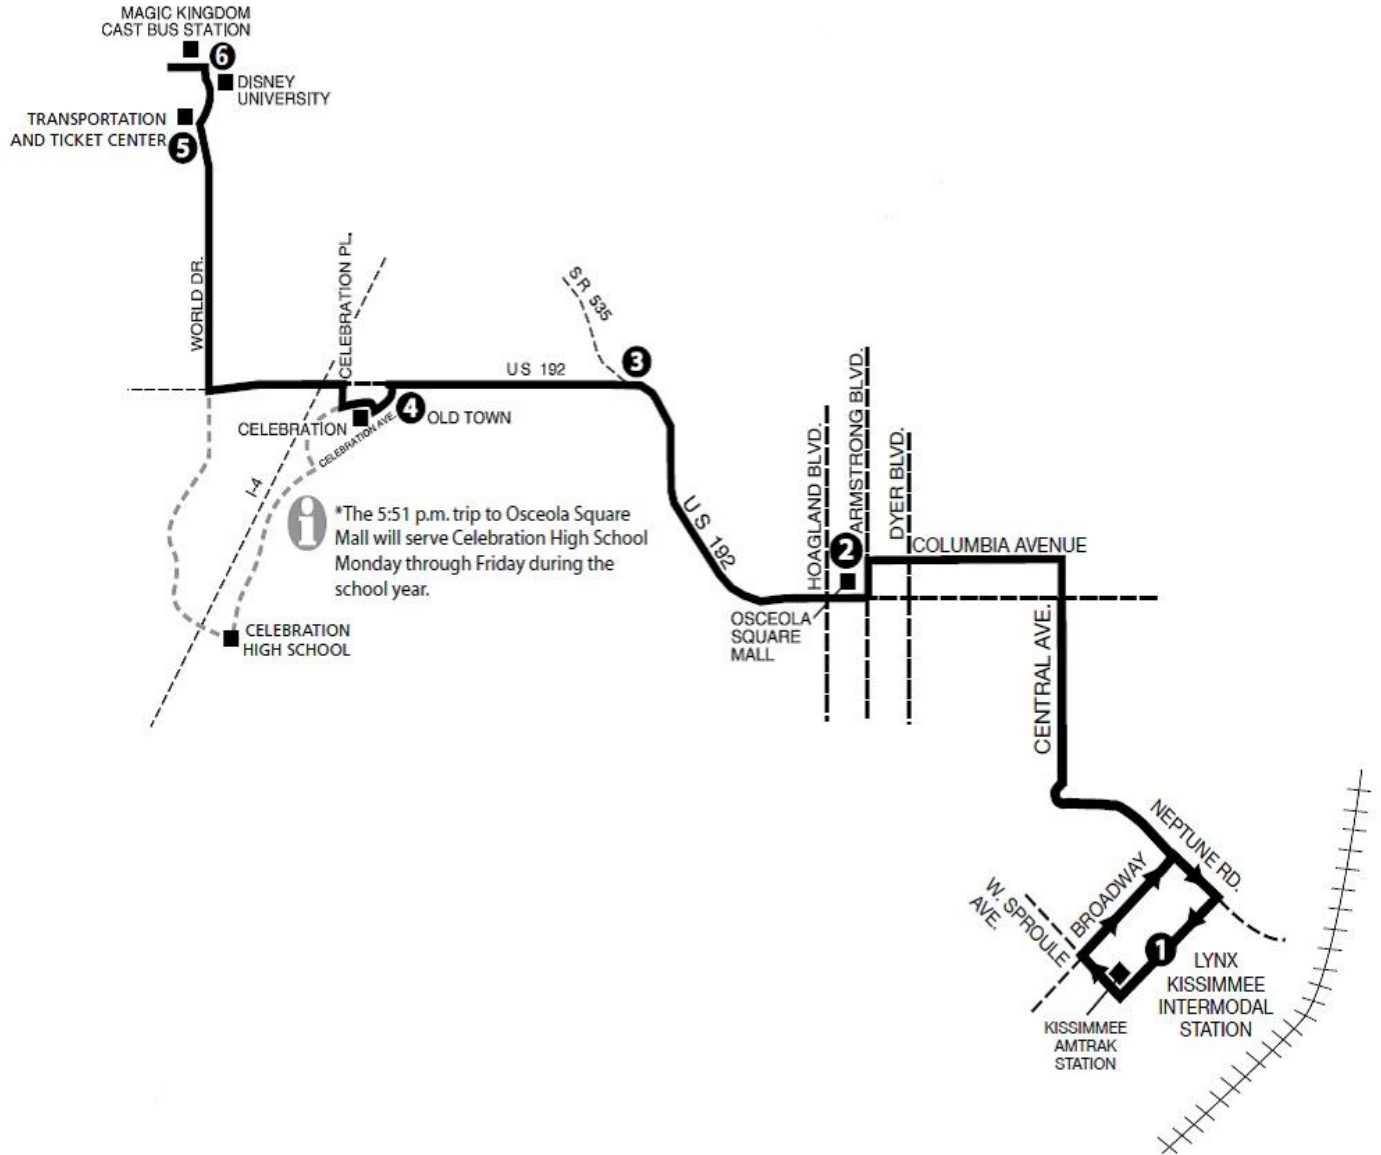 MAGIC KINGDOM
CAST BUS STATION
6
DISNEY
UNIVERSITY
TRANSPORTATION
AND TICKET CENTER
5
WORLD DR.
CELEBRATION PL.
SR 535
US 192
3
4
OLD TOWN
CELEBRATION
CELEBRATION AVE.
I-4
i
*The 5:51 p.m. trip to Osceola Square
Mall will serve Celebration High School
Monday through Friday during the
school year.
CELEBRATION
HIGH SCHOOL
US 192
HOAGLAND BLVD.
ARMSTRONG BLVD.
DYER BLVD.
2
COLUMBIA AVENUE
OSCEOLA
SQUARE
MALL
CENTRAL AVE.
NEPTUNE RD.
BROADWAY
W. SPROULE
AVE.
1
LYNX
KISSIMMEE
INTERMODAL
STATION
KISSIMMEE
AMTRAK
STATION